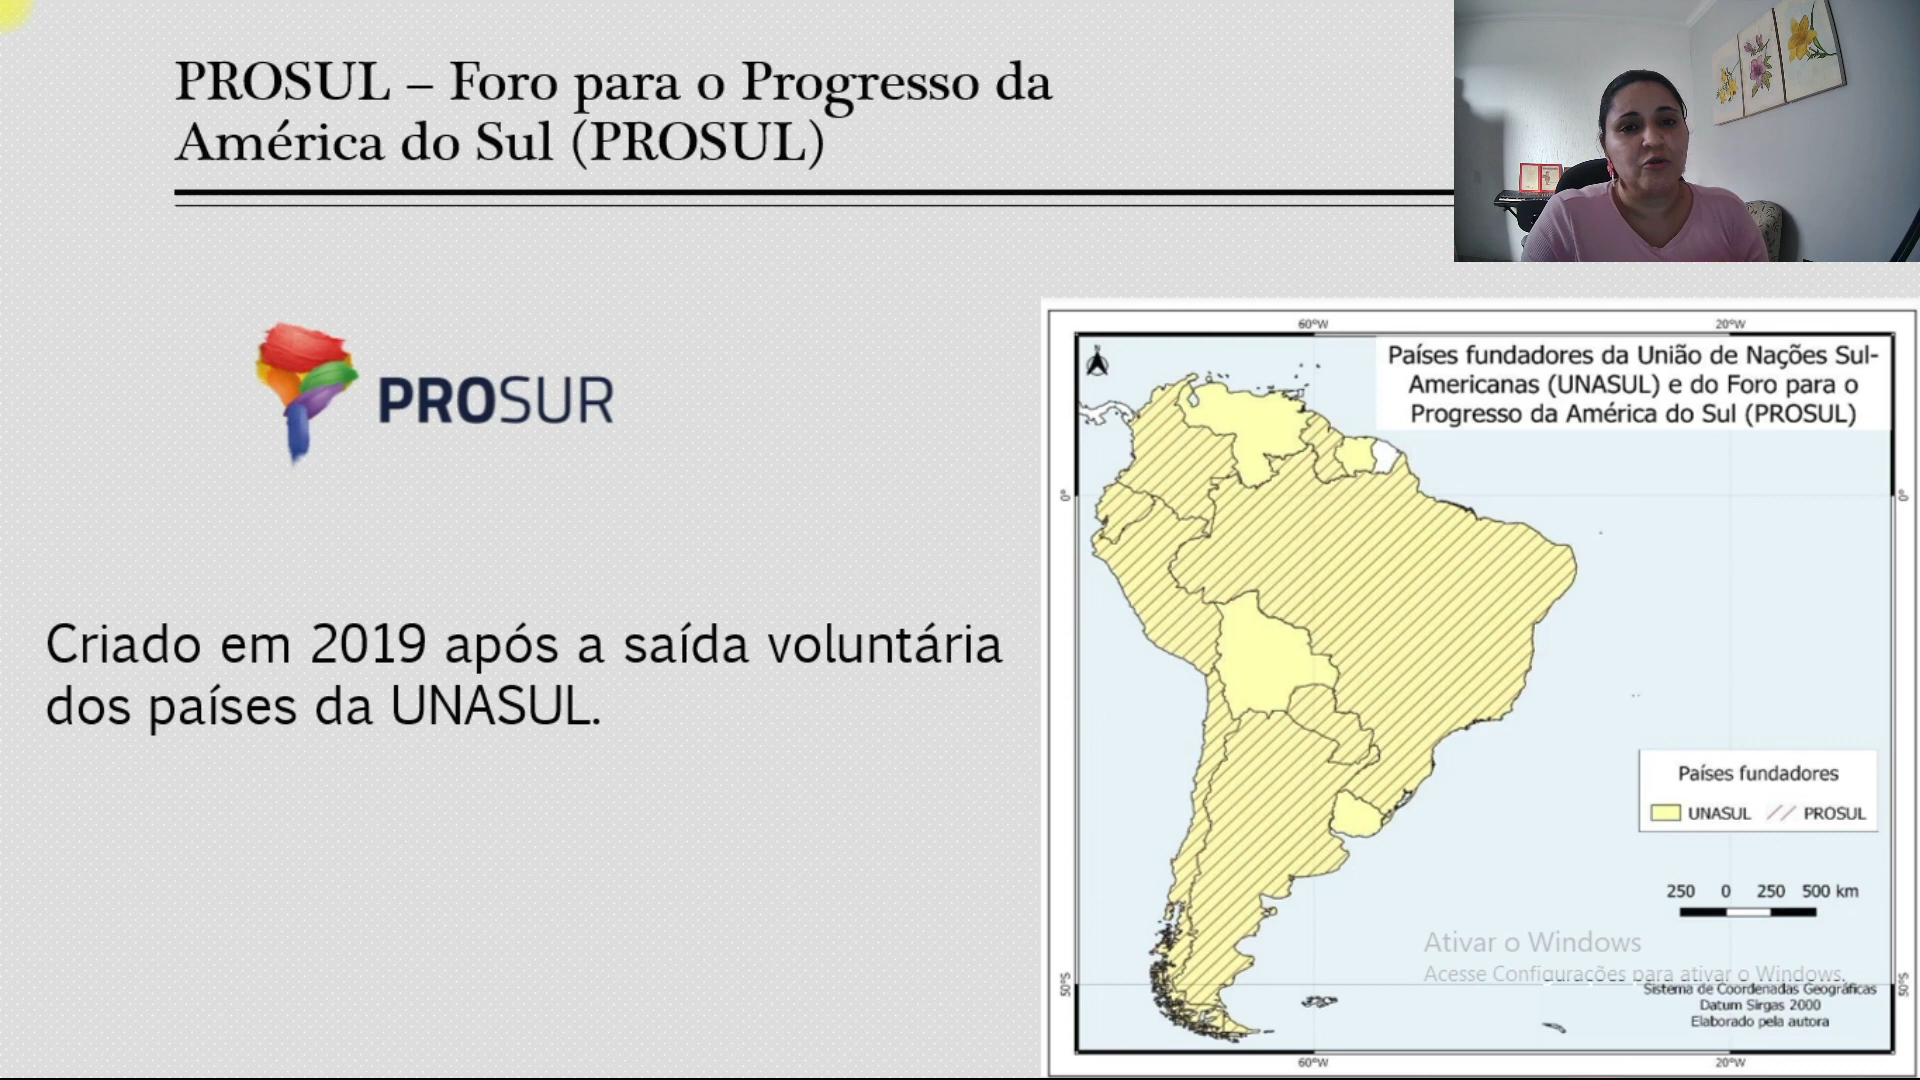 PROSUL – Foro para o Progresso da
América do Sul (PROSUL)
PROSUR
Criado em 2019 após a saída voluntária
dos países da UNASUL.
60°W
20°W
N
Países fundadores da União de Nações Sul-
Americanas (UNASUL) e do Foro para o
Progresso da América do Sul (PROSUL)
0°
0°
Países fundadores
UNASUL
PROSUL
250 0 250 500 km
Ativar o Windows
Acesse Configurações para ativar o Windows.
50°S
50°S
Sistema de Coordenadas Geográficas
Datum Sirgas 2000
Elaborado pela autora
60°W
20°W